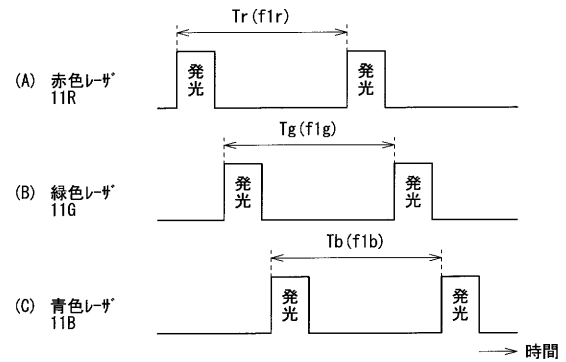 Tr(f1r)
(A) 赤色ﾚｰｻﾞ
11R
発光
発光
Tg(f1g)
(B) 緑色ﾚｰｻﾞ
11G
発光
発光
Tb(f1b)
(C) 青色ﾚｰｻﾞ
11B
発光
発光
時間